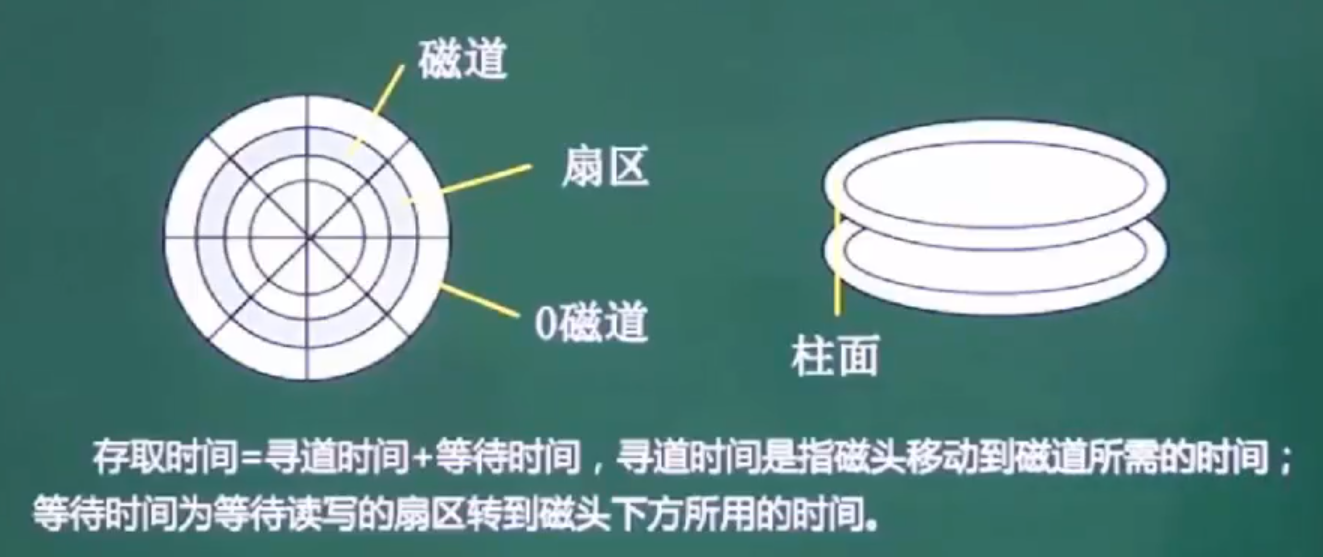 磁道
扇区
0磁道
柱面
存取时间=寻道时间+等待时间，寻道时间是指磁头移动到磁道所需的时间；
等待时间为等待读写的扇区转到磁头下方所用的时间。